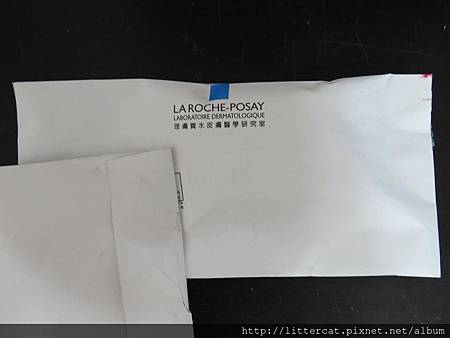 LA ROCHE-POSAY
LABORATOIRE DERMATOLOGIQUE
理膚寶水皮膚醫學研究室
http://littercat.pixnet.net/album